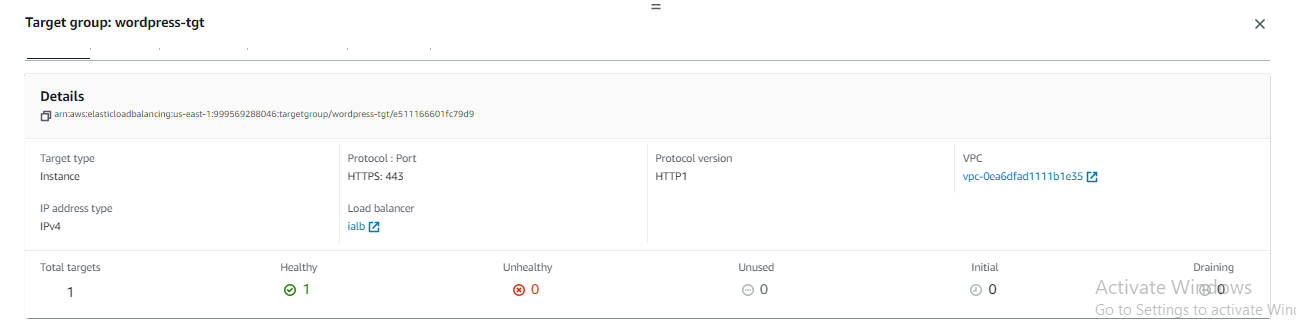 Target group: wordpress-tgt
Details
arn:aws:elasticloadbalancing:us-east-1:999569288046:targetgroup/wordpress-tgt/e511166601fc79d9
Target type
Instance
Protocol : Port
HTTPS: 443
Protocol version
HTTP1
VPC
vpc-0ea6dfad1111b1e35
IP address type
IPv4
Load balancer
ialb
Total targets
1
Healthy
1
Unhealthy
0
Unused
0
Initial
0
Draining
0
Activate Windows
Go to Settings to activate Win